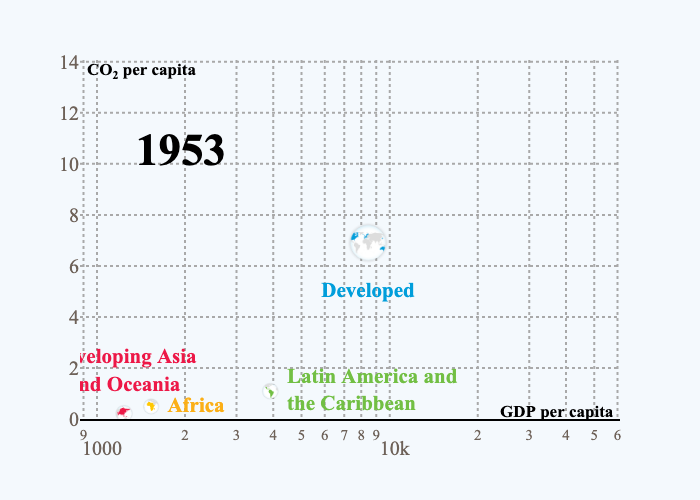 14
CO₂ per capita
12
1953
10
8
6
Developed
4
veloping Asia
2
Latin America and
nd Oceania
the Caribbean
Africa
GDP per capita
0
9 2 3 4 5 6 7 8 9 2 3 4 5 6
1000 10k